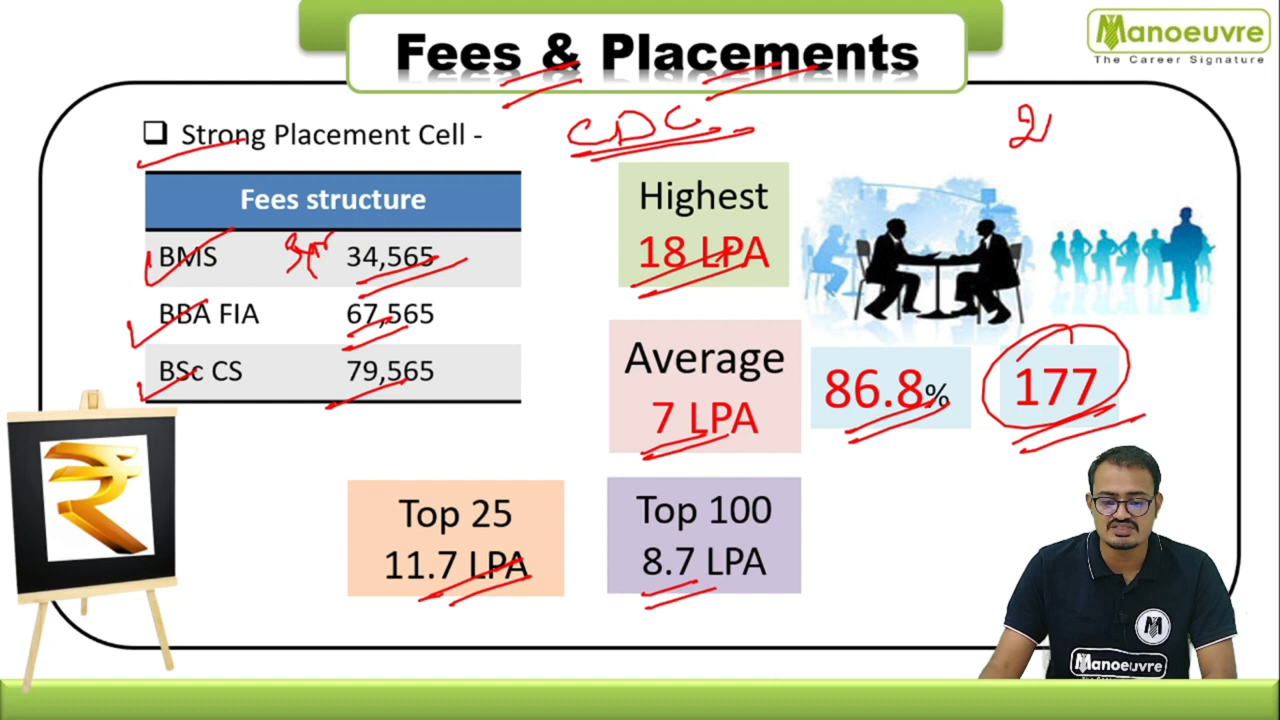 Fees & Placements
Manoeuvre
The Career Signature
Strong Placement Cell -
CDC
Fees structure
BMS 34,565
BBA FIA 67,565
BSc CS 79,565
Highest
18 LPA
Average
7 LPA
86.8%
177
Top 25
11.7 LPA
Top 100
8.7 LPA
M
Manoeuvre